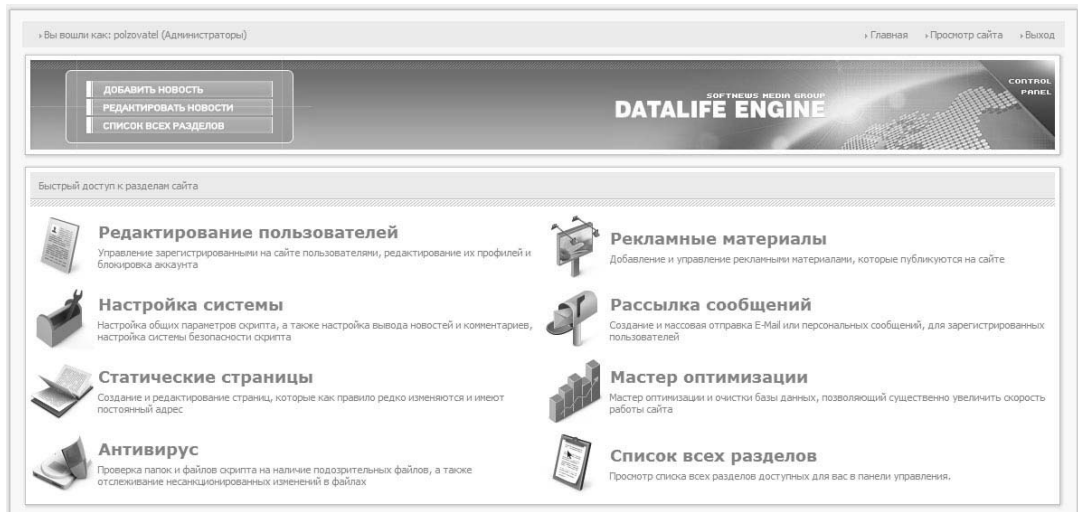 Вы вошли как: polzovatel (Администраторы)
Главная Просмотр сайта Выход
ДОБАВИТЬ НОВОСТЬ
РЕДАКТИРОВАТЬ НОВОСТИ
СПИСОК ВСЕХ РАЗДЕЛОВ
SOFTNEWS MEDIA GROUP
DATALIFE ENGINE
CONTROL
PANEL
Быстрый доступ к разделам сайта
Редактирование пользователей
Управление зарегистрированными на сайте пользователями, редактирование их профилей и
блокировка аккаунта
Рекламные материалы
Добавление и управление рекламными материалами, которые публикуются на сайте
Настройка системы
Настройка общих параметров скрипта, а также настройка вывода новостей и комментариев,
настройка системы безопасности скрипта
Рассылка сообщений
Создание и массовая отправка E-Mail или персональных сообщений, для зарегистрированных
пользователей
Статические страницы
Создание и редактирование страниц, которые как правило редко изменяются и имеют
постоянный адрес
Мастер оптимизации
Мастер оптимизации и очистки базы данных, позволяющий существенно увеличить скорость
работы сайта
Антивирус
Проверка папок и файлов скрипта на наличие подозрительных файлов, а также
отслеживание несанкционированных изменений в файлах
Список всех разделов
Просмотр списка всех разделов доступных для вас в панели управления.